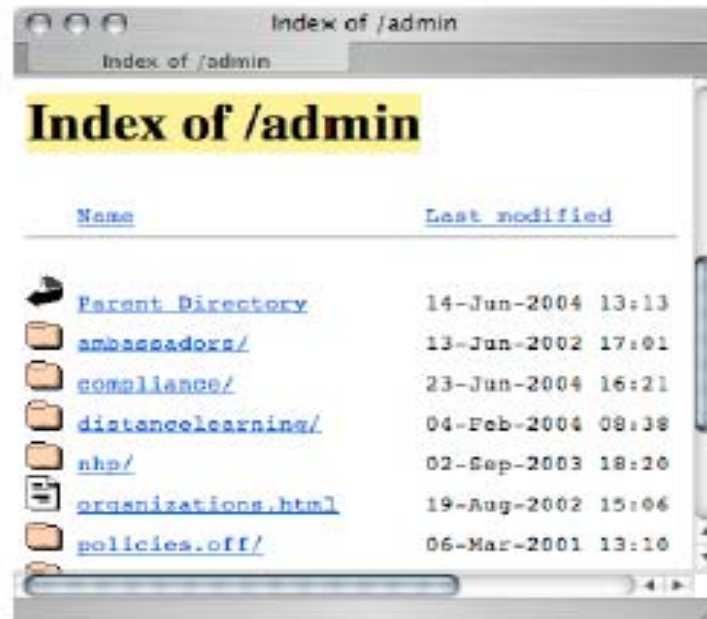 Index of /admin
Index of /admin
Index of /admin
Name Last modified
Parent Directory 14-Jun-2004 13:13
ambassadors/ 13-Jun-2002 17:01
compliance/ 23-Jun-2004 16:21
distancelearning/ 04-Feb-2004 08:38
nhp/ 02-Sep-2003 18:20
organizations.html 19-Aug-2002 15:06
policies.off/ 06-Mar-2001 13:10